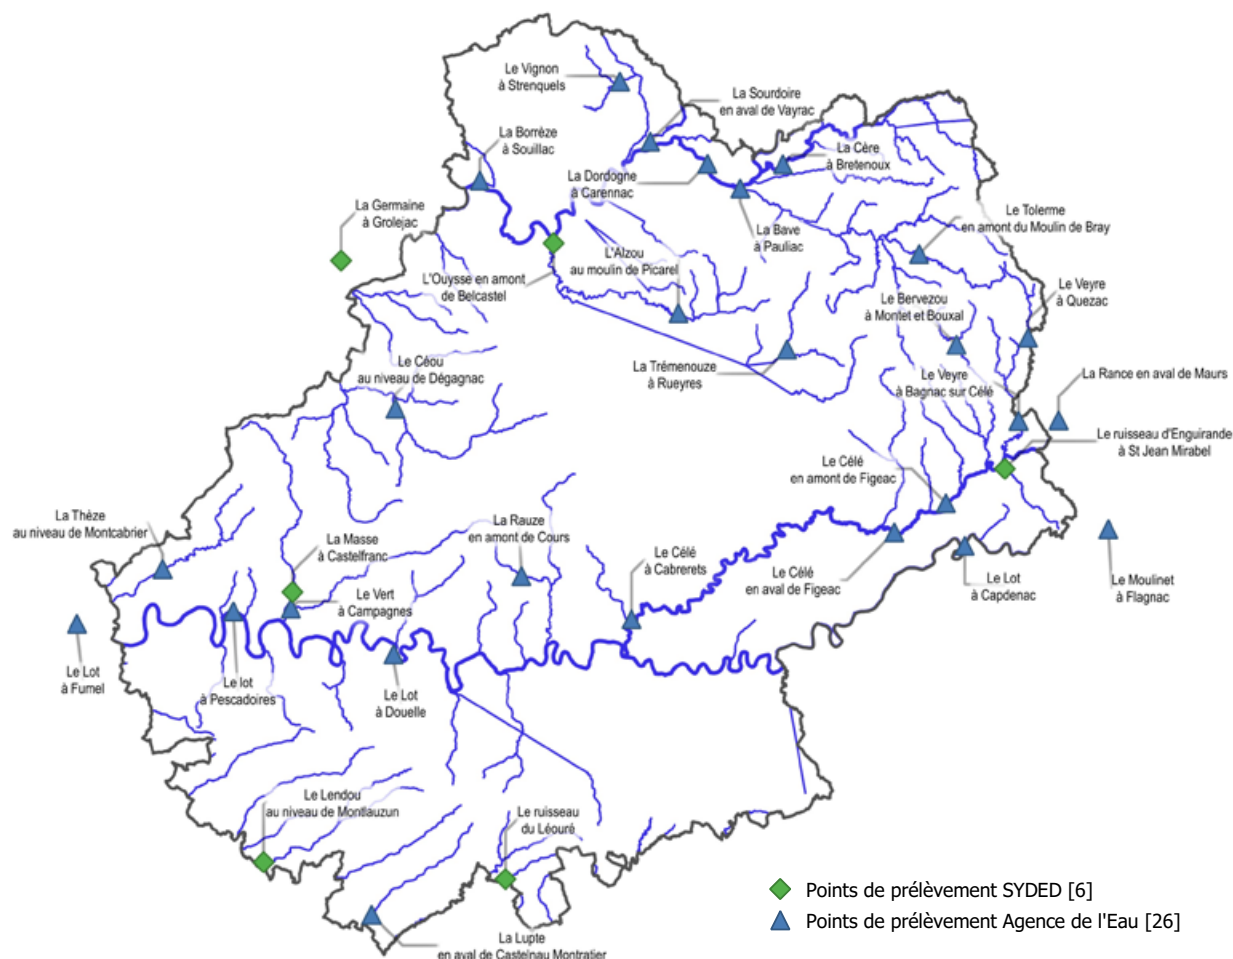 Le Vignon
à Strenquels
La Sourdoire
en aval de Vayrac
La Borrèze
à Souillac
La Cère
à Bretenoux
La Dordogne
à Carennac
La Germaine
à Grolejac
La Bave
à Pauliac
Le Tolerme
en amont du Moulin de Bray
L'Ouysse en amont
de Belcastel
L'Alzou
au moulin de Picarel
Le Bervezou
à Montet et Bouxal
Le Veyre
à Quezac
Le Céou
au niveau de Dégagnac
La Trémenouze
à Rueyres
Le Veyre
à Bagnac sur Célé
La Rance en aval de Maurs
Le ruisseau d'Enguirande
à St Jean Mirabel
Le Célé
en amont de Figeac
La Thèze
au niveau de Montcabrier
La Masse
à Castelfranc
La Rauze
en amont de Cours
Le Célé
à Cabrerets
Le Célé
en aval de Figeac
Le Lot
à Capdenac
Le Moulinet
à Flagnac
Le Vert
à Campagnes
Le Lot
à Fumel
Le lot
à Pescadoires
Le Lot
à Douelle
Le Lendou
au niveau de Montlauzun
Le ruisseau
du Léouré
La Lupte
en aval de Castelnau Montratier
Points de prélèvement SYDED [6]
Points de prélèvement Agence de l'Eau [26]